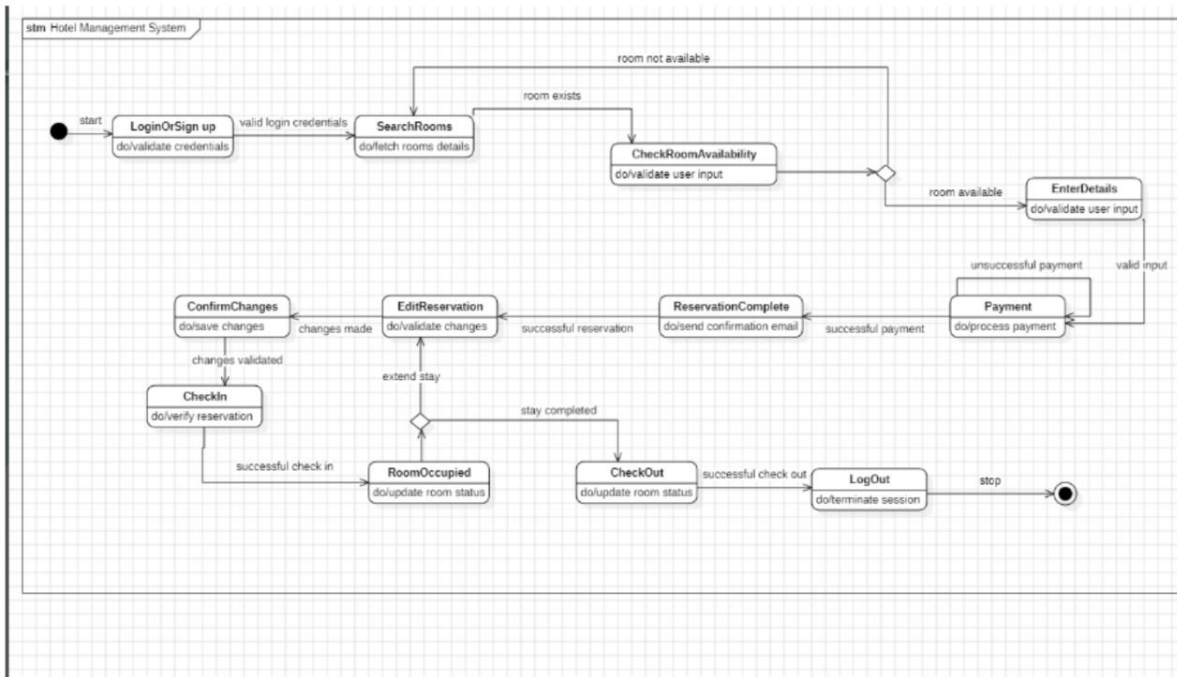 stm Hotel Management System
room not available
room exists
start
LoginOrSign up
do/validate credentials
valid login credentials
SearchRooms
do/fetch rooms details
CheckRoomAvailability
do/validate user input
room available
EnterDetails
do/validate user input
valid input
unsuccessful payment
Payment
do/process payment
successful payment
ReservationComplete
do/send confirmation email
successful reservation
EditReservation
do/validate changes
changes made
ConfirmChanges
do/save changes
changes validated
CheckIn
do/verify reservation
successful check in
RoomOccupied
do/update room status
extend stay
stay completed
CheckOut
do/update room status
successful check out
LogOut
do/terminate session
stop